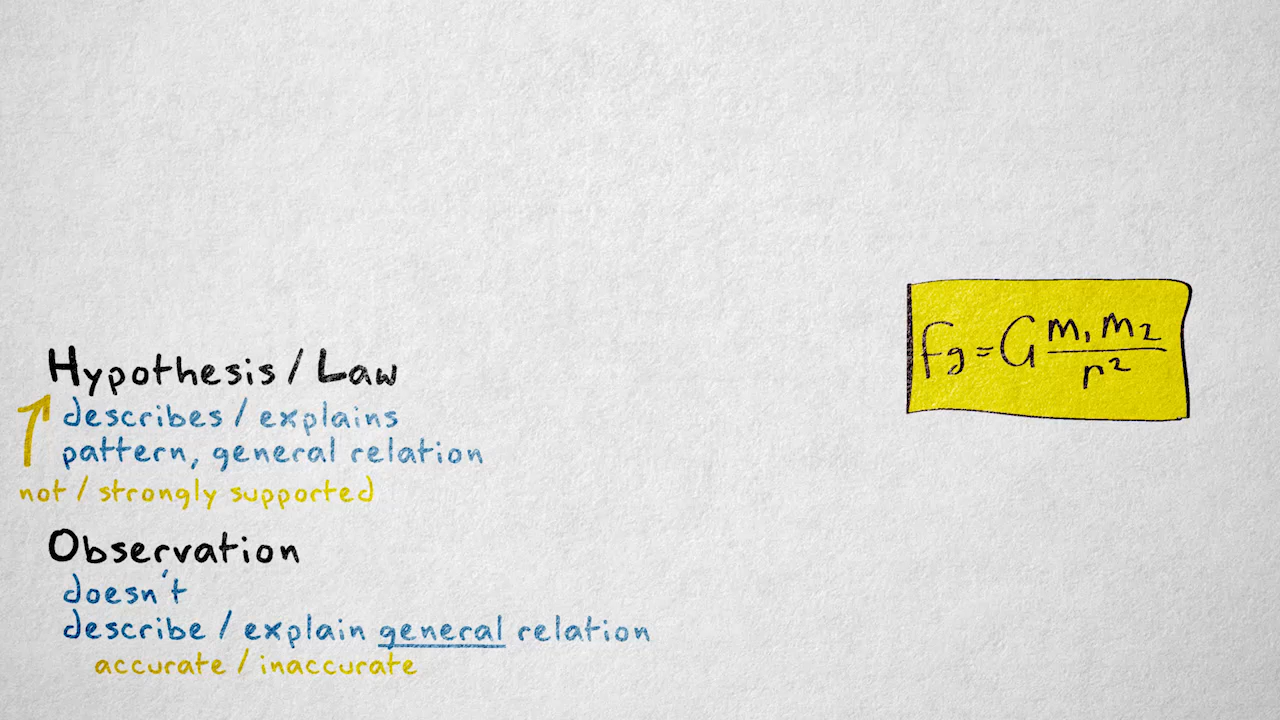 Hypothesis / Law
describes / explains
pattern, general relation
not / strongly supported
Observation
doesn't
describe / explain general relation
accurate / inaccurate
Fg = G m₁ m₂ / r²